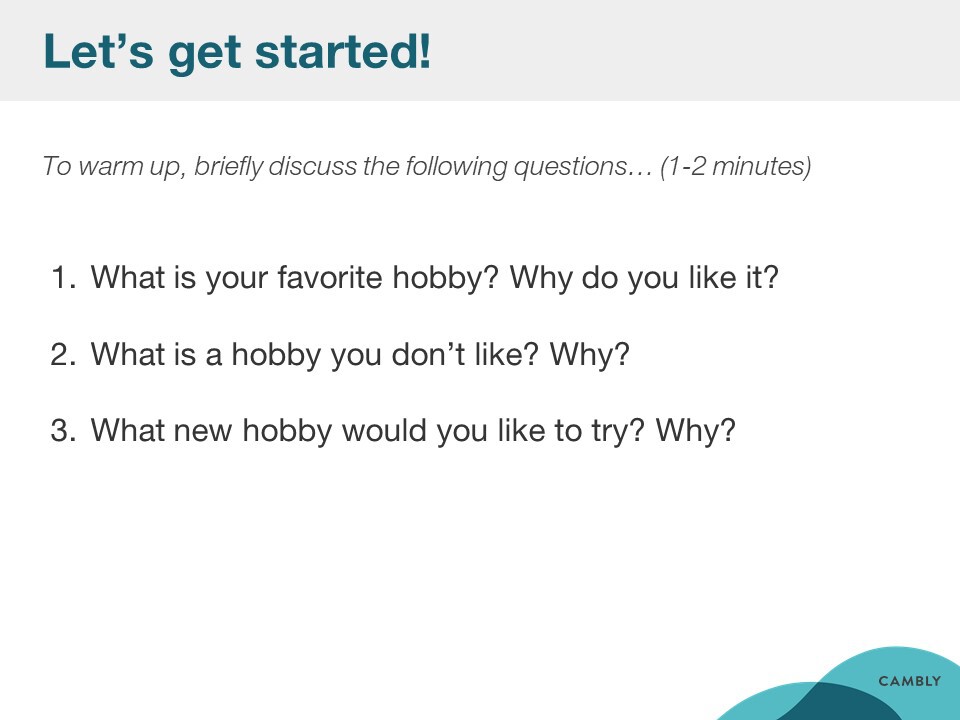 Let’s get started!
To warm up, briefly discuss the following questions… (1-2 minutes)
1. What is your favorite hobby? Why do you like it?
2. What is a hobby you don’t like? Why?
3. What new hobby would you like to try? Why?
CAMBLY